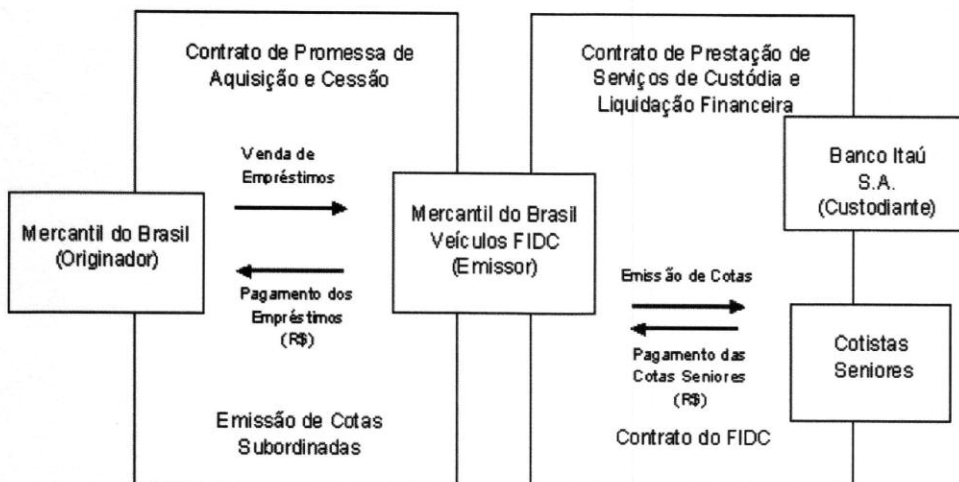 Contrato de Promessa de
Aquisição e Cessão
Venda de
Empréstimos
Mercantil do Brasil
(Originador)
Pagamento dos
Empréstimos
(R$)
Emissão de Cotas
Subordinadas
Mercantil do Brasil
Veículos FIDC
(Emissor)
Contrato de Prestação de
Serviços de Custódia e
Liquidação Financeira
Banco Itaú
S.A.
(Custodiante)
Emissão de Cotas
Pagamento das
Cotas Seniores
(R$)
Cotistas
Seniores
Contrato do FIDC